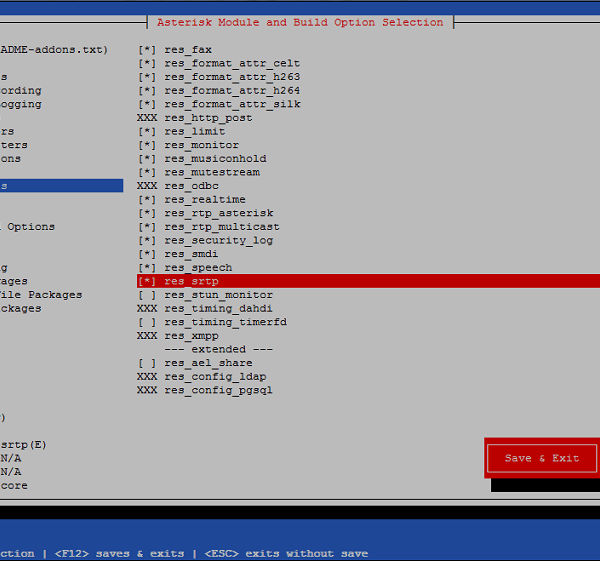 Asterisk Module and Build Option Selection
ADME-addons.txt) [*] res_fax
[*] res_format_attr_celt
s [*] res_format_attr_h263
cording [*] res_format_attr_h264
ogging [*] res_format_attr_silk
XXX res_http_post
rs [*] res_limit
ters [*] res_monitor
ons [*] res_musiconhold
[*] res_mutestream
s XXX res_odbc
[*] res_realtime
[*] res_rtp_asterisk
Options [*] res_rtp_multicast
[*] res_security_log
[*] res_smdi
g [*] res_speech
ages [*] res_srtp
File Packages [ ] res_stun_monitor
ckages XXX res_timing_dahdi
[ ] res_timing_timerfd
XXX res_xmpp
--- extended ---
[ ] res_ael_share
XXX res_config_ldap
XXX res_config_pgsql
)
srtp(E)
N/A
Save & Exit
N/A
core
ction | <F12> saves & exits | <ESC> exits without save